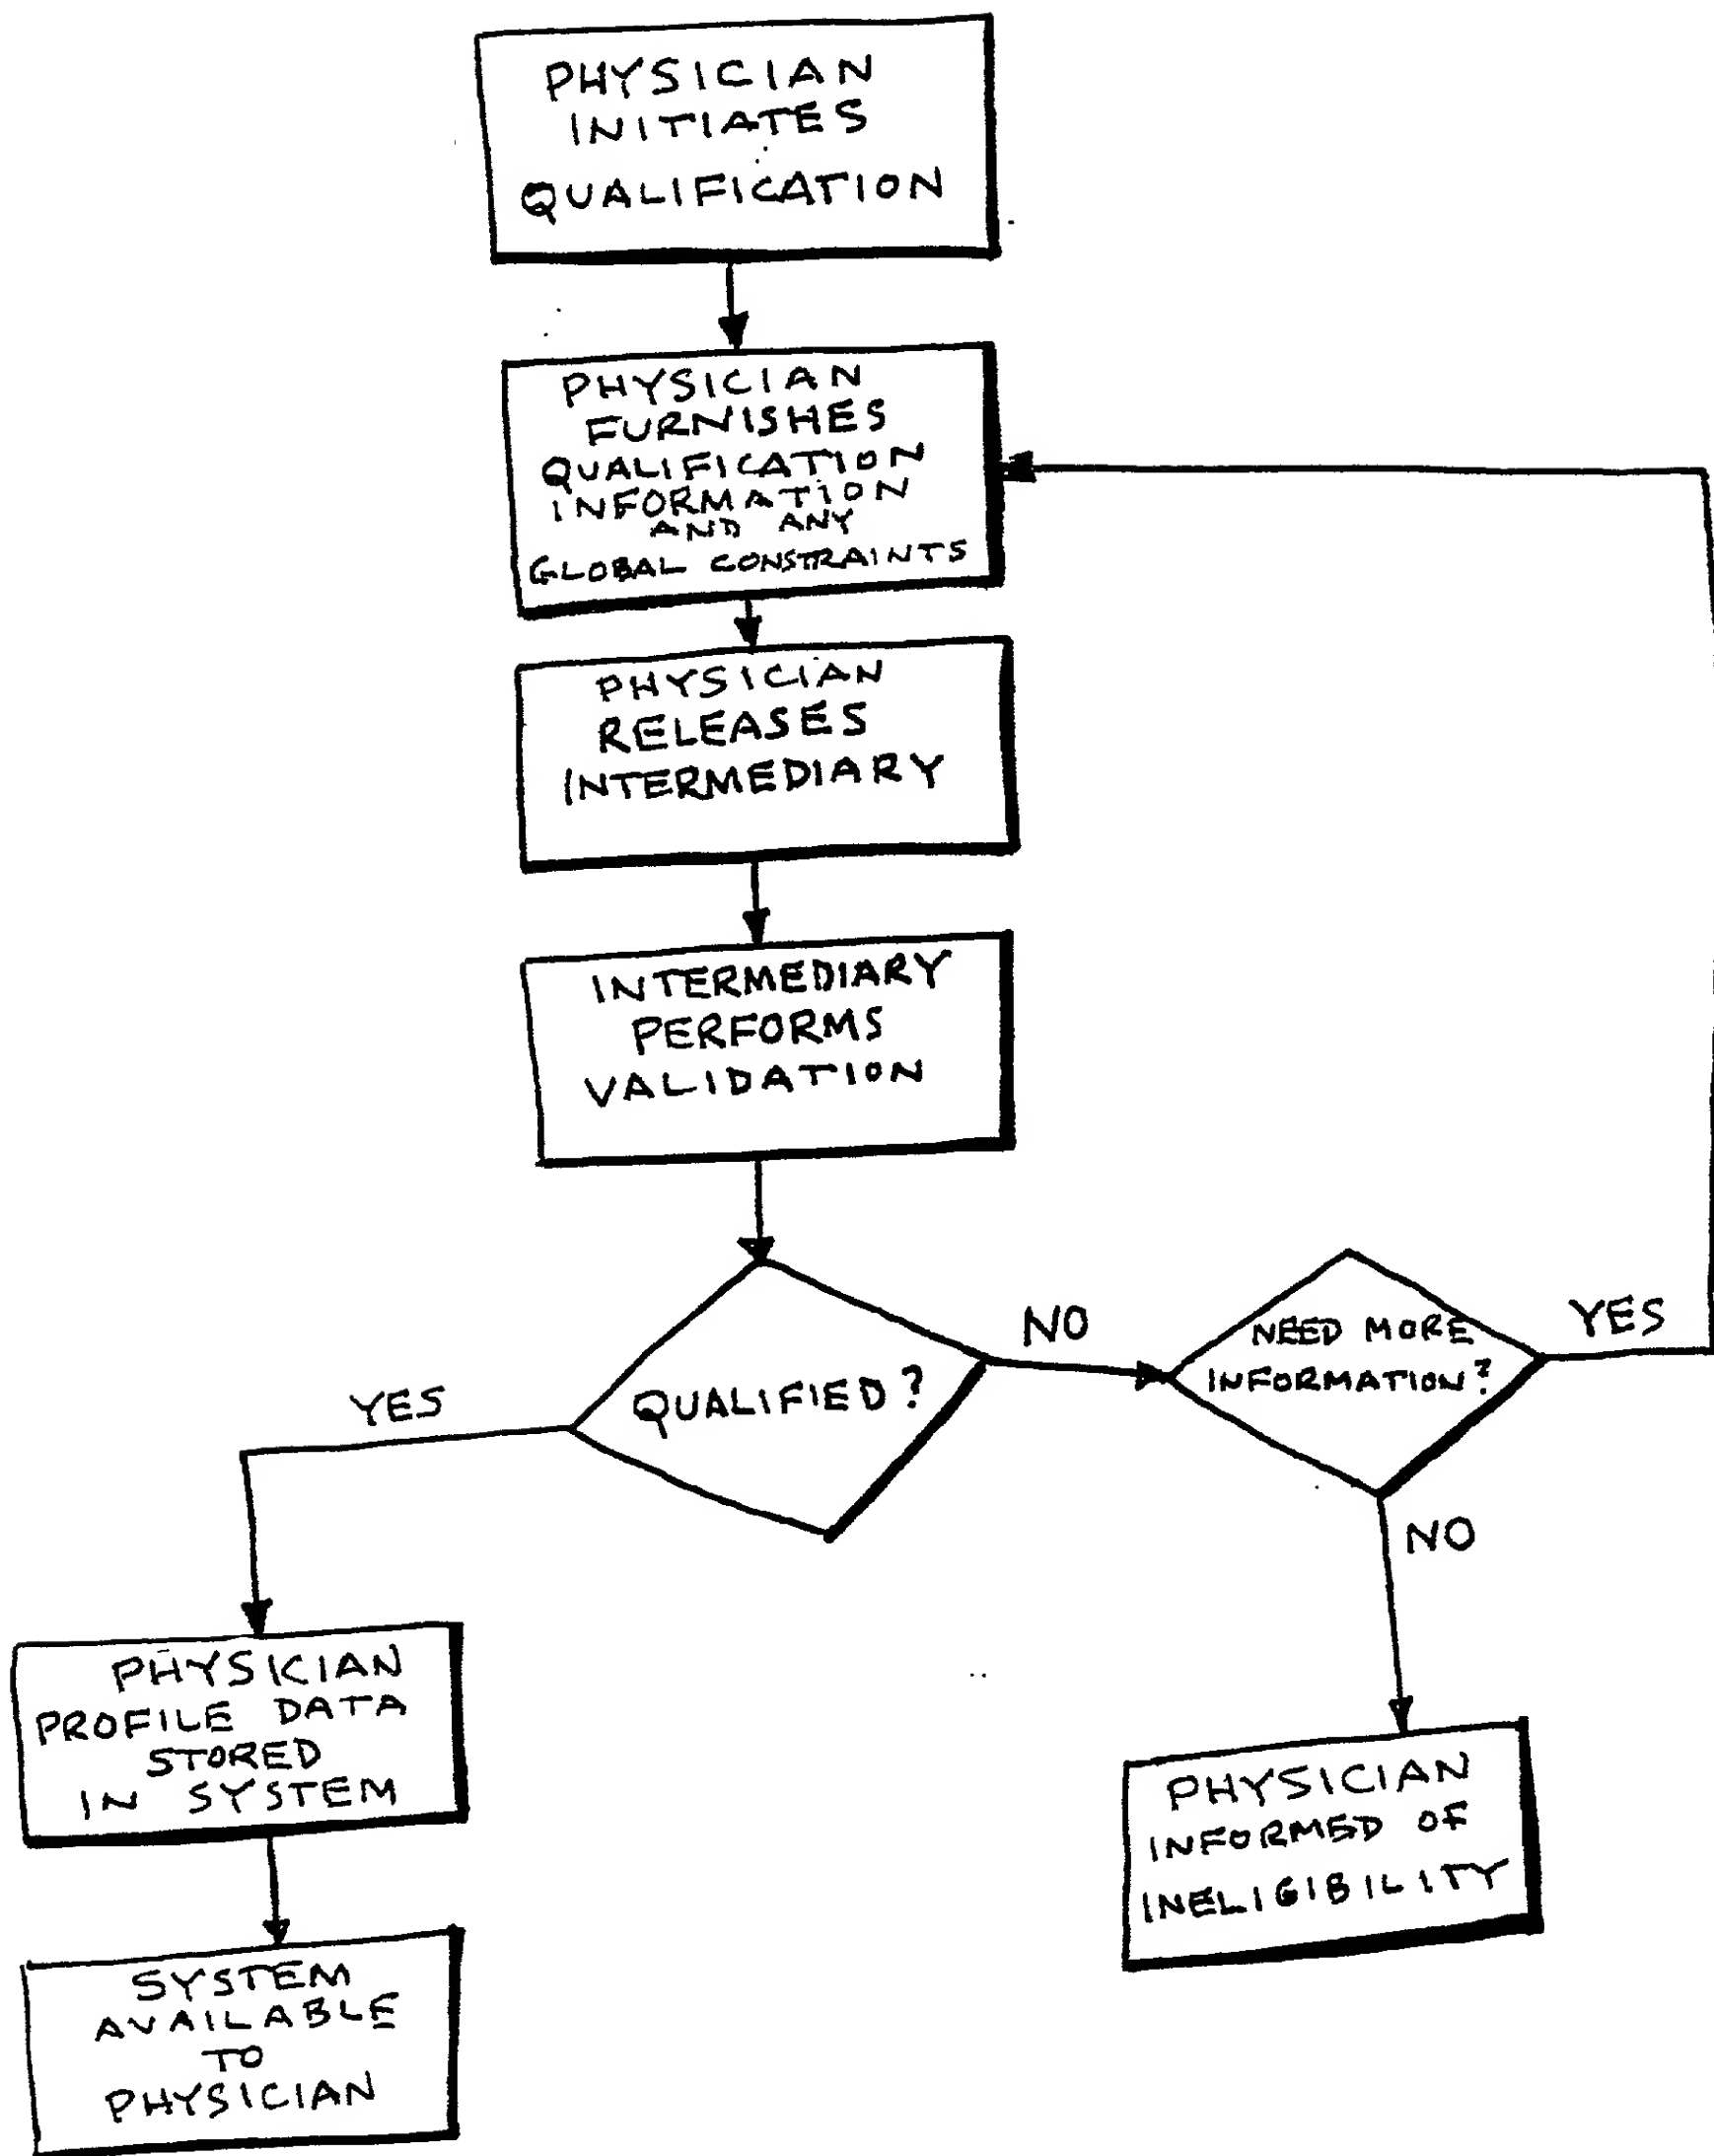 PHYSICIAN
INITIATES
QUALIFICATION
PHYSICIAN
FURNISHES
QUALIFICATION
INFORMATION
AND ANY
GLOBAL CONSTRAINTS
PHYSICIAN
RELEASES
INTERMEDIARY
INTERMEDIARY
PERFORMS
VALIDATION
QUALIFIED?
YES
NO
NEED MORE
INFORMATION?
YES
NO
PHYSICIAN
PROFILE DATA
STORED
IN SYSTEM
SYSTEM
AVAILABLE
TO
PHYSICIAN
PHYSICIAN
INFORMED OF
INELIGIBILITY